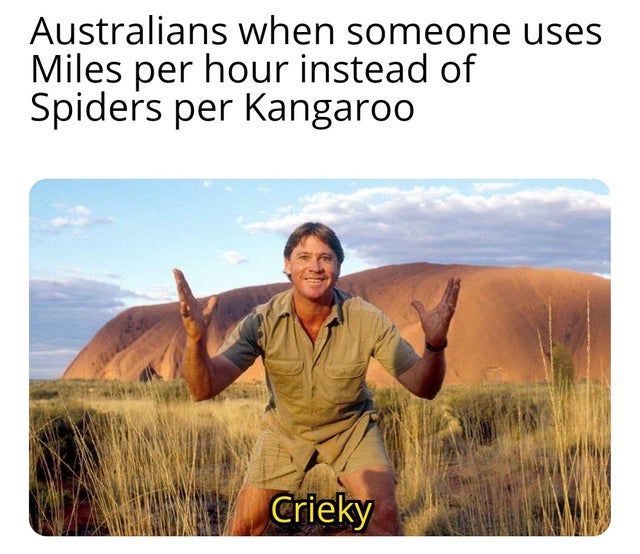 Australians when someone uses
Miles per hour instead of
Spiders per Kangaroo
Crieky